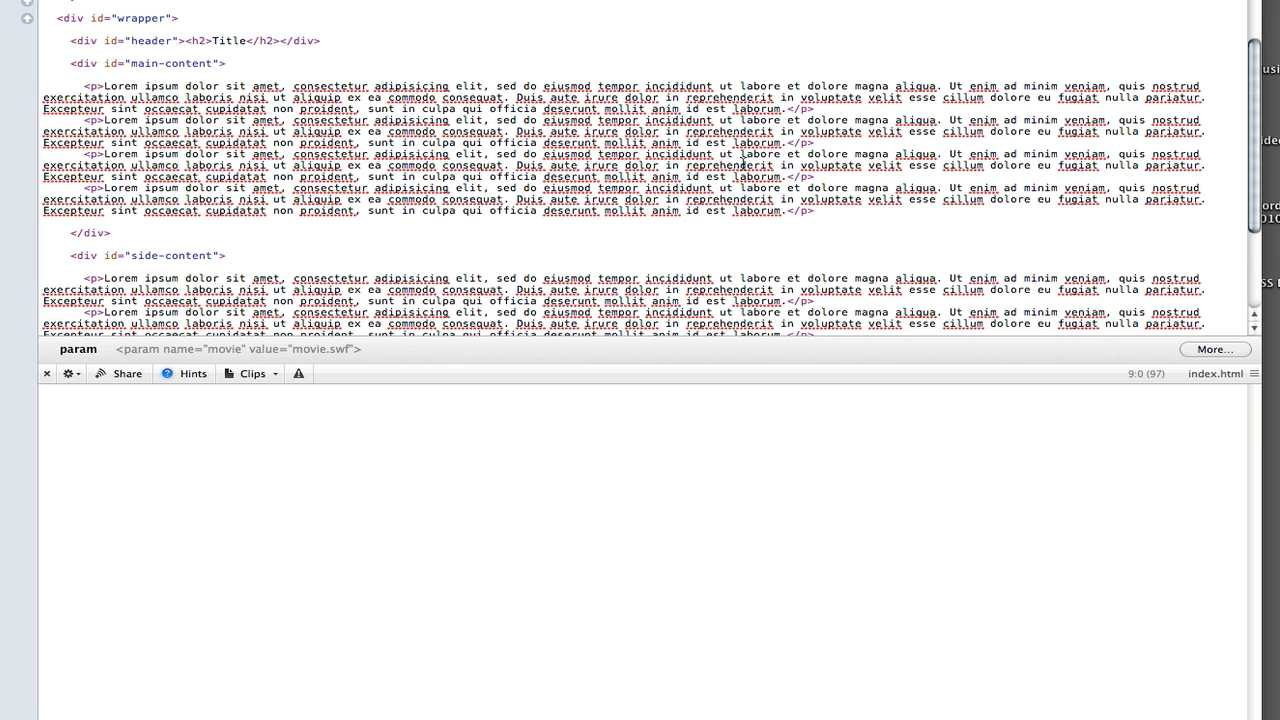 <div id="wrapper">
<div id="header"><h2>Title</h2></div>
<div id="main-content">
<p>Lorem ipsum dolor sit amet, consectetur adipisicing elit, sed do eiusmod tempor incididunt ut labore et dolore magna aliqua. Ut enim ad minim veniam, quis nostrud
exercitation ullamco laboris nisi ut aliquip ex ea commodo consequat. Duis aute irure dolor in reprehenderit in voluptate velit esse cillum dolore eu fugiat nulla pariatur.
Excepteur sint occaecat cupidatat non proident, sunt in culpa qui officia deserunt mollit anim id est laborum.</p>
<p>Lorem ipsum dolor sit amet, consectetur adipisicing elit, sed do eiusmod tempor incididunt ut labore et dolore magna aliqua. Ut enim ad minim veniam, quis nostrud
exercitation ullamco laboris nisi ut aliquip ex ea commodo consequat. Duis aute irure dolor in reprehenderit in voluptate velit esse cillum dolore eu fugiat nulla pariatur.
Excepteur sint occaecat cupidatat non proident, sunt in culpa qui officia deserunt mollit anim id est laborum.</p>
<p>Lorem ipsum dolor sit amet, consectetur adipisicing elit, sed do eiusmod tempor incididunt ut labore et dolore magna aliqua. Ut enim ad minim veniam, quis nostrud
exercitation ullamco laboris nisi ut aliquip ex ea commodo consequat. Duis aute irure dolor in reprehenderit in voluptate velit esse cillum dolore eu fugiat nulla pariatur.
Excepteur sint occaecat cupidatat non proident, sunt in culpa qui officia deserunt mollit anim id est laborum.</p>
<p>Lorem ipsum dolor sit amet, consectetur adipisicing elit, sed do eiusmod tempor incididunt ut labore et dolore magna aliqua. Ut enim ad minim veniam, quis nostrud
exercitation ullamco laboris nisi ut aliquip ex ea commodo consequat. Duis aute irure dolor in reprehenderit in voluptate velit esse cillum dolore eu fugiat nulla pariatur.
Excepteur sint occaecat cupidatat non proident, sunt in culpa qui officia deserunt mollit anim id est laborum.</p>
</div>
<div id="side-content">
<p>Lorem ipsum dolor sit amet, consectetur adipisicing elit, sed do eiusmod tempor incididunt ut labore et dolore magna aliqua. Ut enim ad minim veniam, quis nostrud
exercitation ullamco laboris nisi ut aliquip ex ea commodo consequat. Duis aute irure dolor in reprehenderit in voluptate velit esse cillum dolore eu fugiat nulla pariatur.
Excepteur sint occaecat cupidatat non proident, sunt in culpa qui officia deserunt mollit anim id est laborum.</p>
<p>Lorem ipsum dolor sit amet, consectetur adipisicing elit, sed do eiusmod tempor incididunt ut labore et dolore magna aliqua. Ut enim ad minim veniam, quis nostrud
exercitation ullamco laboris nisi ut aliquip ex ea commodo consequat. Duis aute irure dolor in reprehenderit in voluptate velit esse cillum dolore eu fugiat nulla pariatur.
param <param name="movie" value="movie.swf"> More...
Share Hints Clips 9:0 (97) index.html